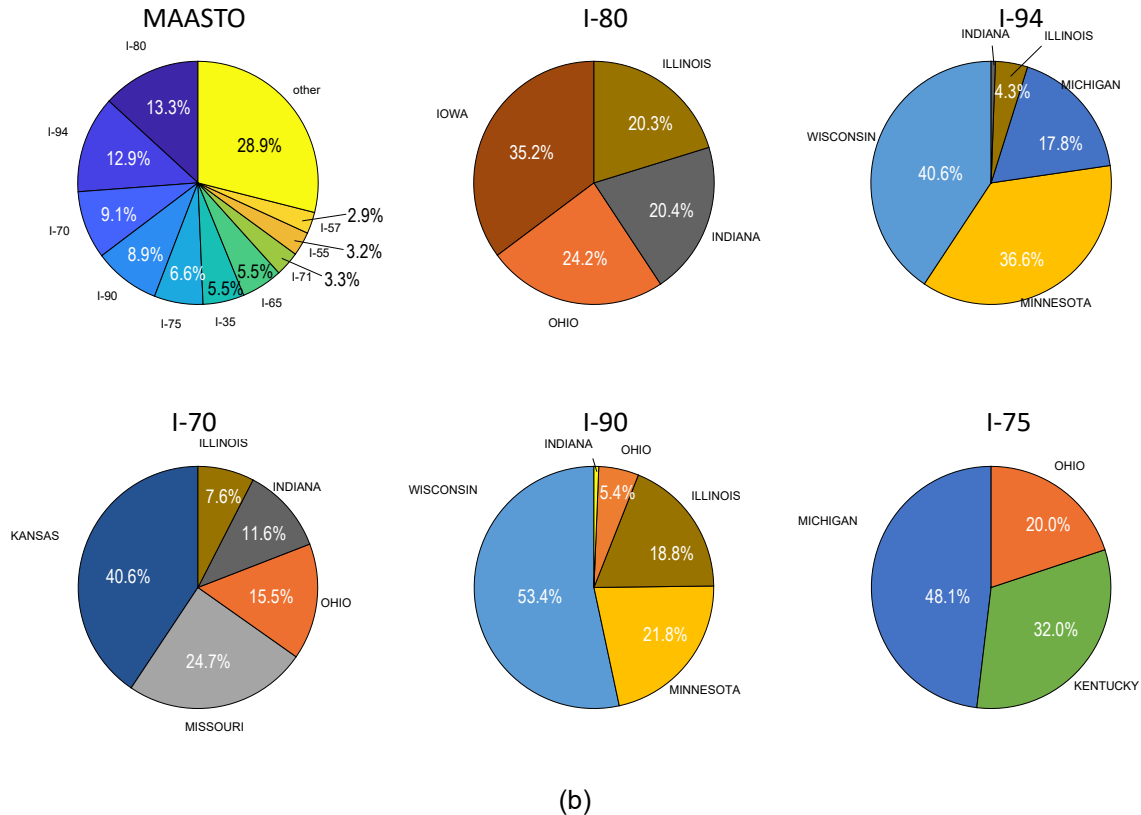 MAASTO
I-80
other
13.3%
28.9%
I-94
12.9%
I-70
9.1%
I-57
2.9%
I-55
3.2%
I-71
3.3%
I-90
8.9%
6.6%
5.5%
5.5%
I-65
I-75
I-35
I-80
ILLINOIS
IOWA
20.3%
35.2%
20.4%
INDIANA
24.2%
OHIO
I-94
INDIANA
ILLINOIS
4.3%
MICHIGAN
WISCONSIN
17.8%
40.6%
36.6%
MINNESOTA
I-70
ILLINOIS
7.6%
INDIANA
KANSAS
11.6%
40.6%
15.5%
OHIO
24.7%
MISSOURI
I-90
INDIANA
OHIO
WISCONSIN
5.4%
ILLINOIS
18.8%
53.4%
21.8%
MINNESOTA
I-75
OHIO
MICHIGAN
20.0%
48.1%
32.0%
KENTUCKY
(b)